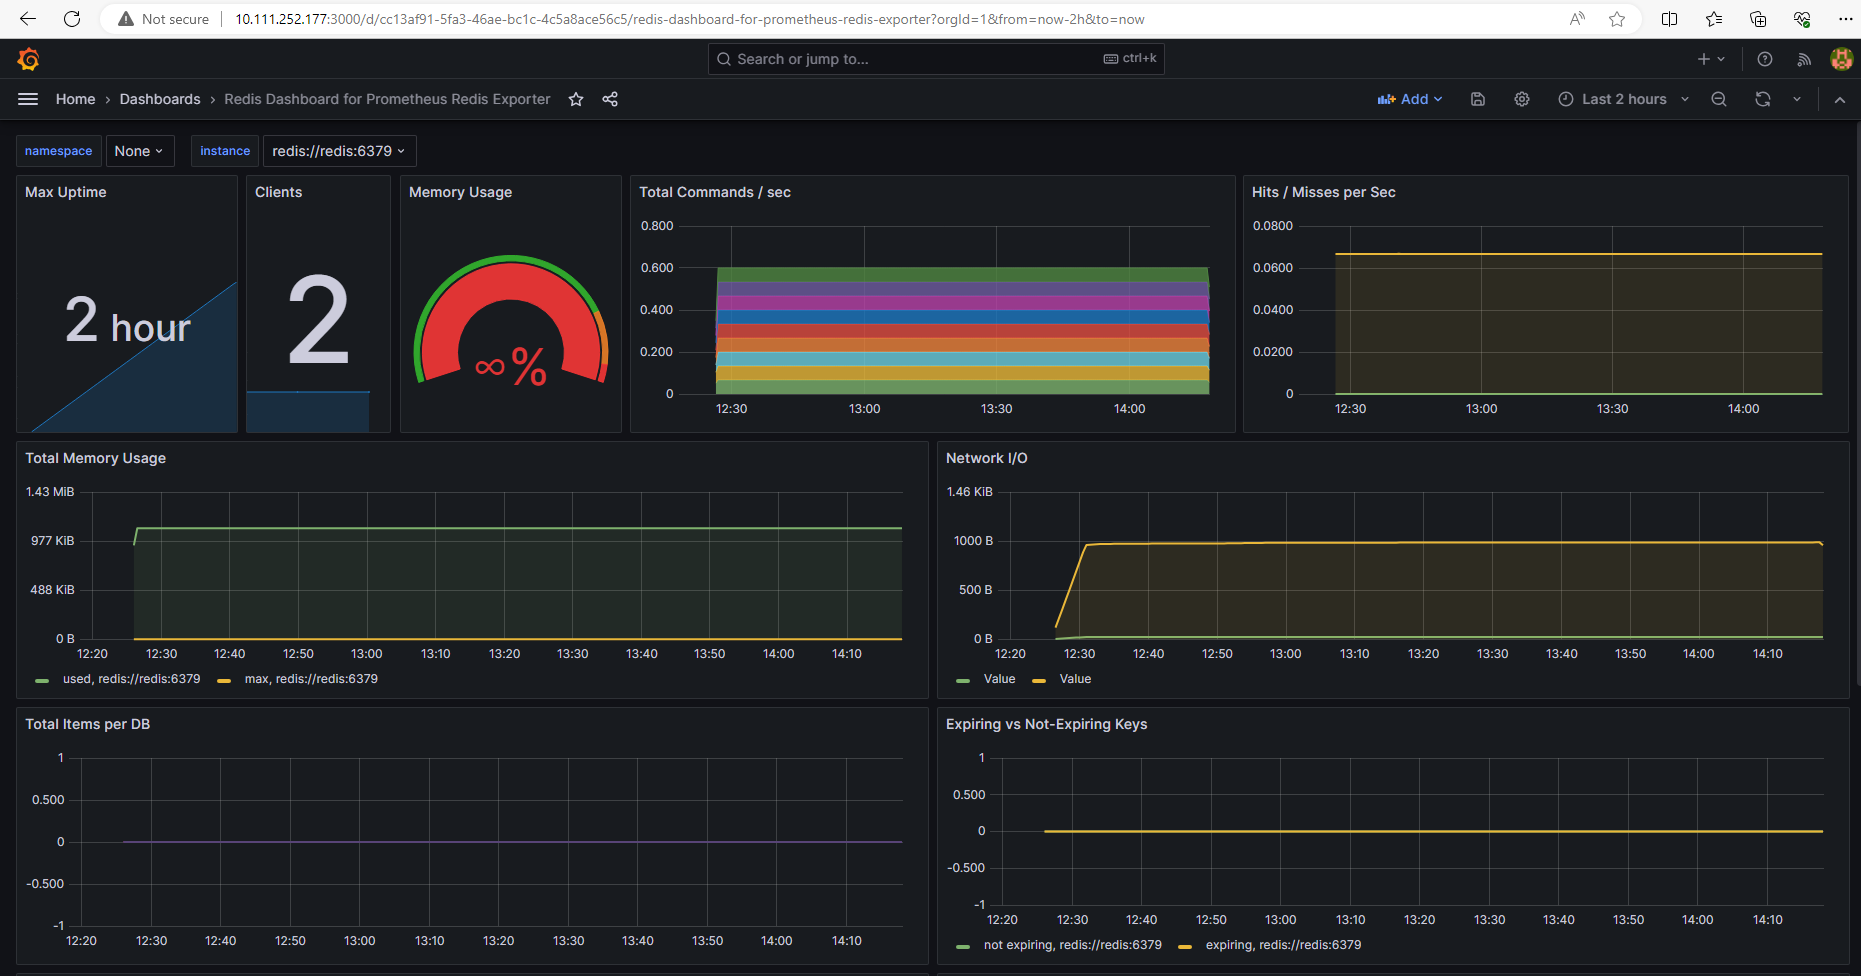 Not secure
10.111.252.177:3000/d/cc13af91-5fa3-46ae-bc1c-4c5a8ace56c5/redis-dashboard-for-prometheus-redis-exporter?orgId=1&from=now-2h&to=now
Search or jump to...
ctrl+k
Home › Dashboards › Redis Dashboard for Prometheus Redis Exporter
Add
Last 2 hours
namespace None instance redis://redis:6379
Max Uptime
2 hour
Clients
2
Memory Usage
∞%
Total Commands / sec
0.800
0.600
0.400
0.200
0
12:30 13:00 13:30 14:00
Hits / Misses per Sec
0.0800
0.0600
0.0400
0.0200
0
12:30 13:00 13:30 14:00
Total Memory Usage
1.43 MiB
977 KiB
488 KiB
0 B
12:20 12:30 12:40 12:50 13:00 13:10 13:20 13:30 13:40 13:50 14:00 14:10
used, redis://redis:6379 max, redis://redis:6379
Network I/O
1.46 KiB
1000 B
500 B
0 B
12:20 12:30 12:40 12:50 13:00 13:10 13:20 13:30 13:40 13:50 14:00 14:10
Value Value
Total Items per DB
1
0.500
0
-0.500
-1
12:20 12:30 12:40 12:50 13:00 13:10 13:20 13:30 13:40 13:50 14:00 14:10
Expiring vs Not-Expiring Keys
1
0.500
0
-0.500
-1
12:20 12:30 12:40 12:50 13:00 13:10 13:20 13:30 13:40 13:50 14:00 14:10
not expiring, redis://redis:6379 expiring, redis://redis:6379